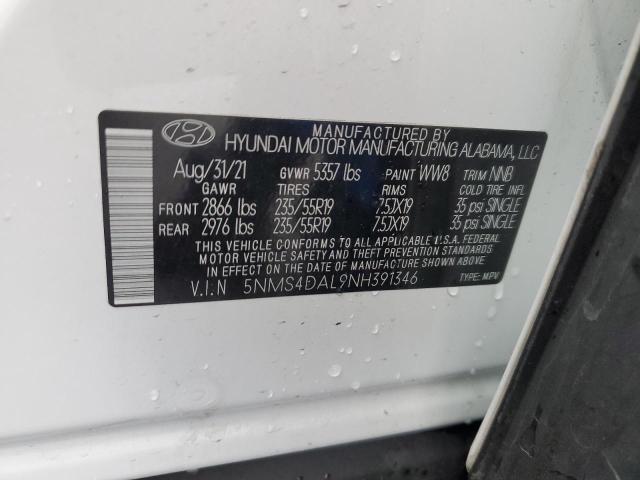 MANUFACTURED BY
HYUNDAI MOTOR MANUFACTURING ALABAMA, LLC
Aug/31/21 GVWR 5357 lbs PAINT WW8 TRIM NNB
GAWR TIRES RIMS COLD TIRE INFL
FRONT 2866 lbs 235/55R19 7.5JX19 35 psi SINGLE
REAR 2976 lbs 235/55R19 7.5JX19 35 psi SINGLE
THIS VEHICLE CONFORMS TO ALL APPLICABLE U.S.A. FEDERAL
MOTOR VEHICLE SAFETY AND THEFT PREVENTION STANDARDS
IN EFFECT ON THE DATE OF MANUFACTURE SHOWN ABOVE.
V.I.N 5NMS4DAL9NH391346 TYPE: MPV